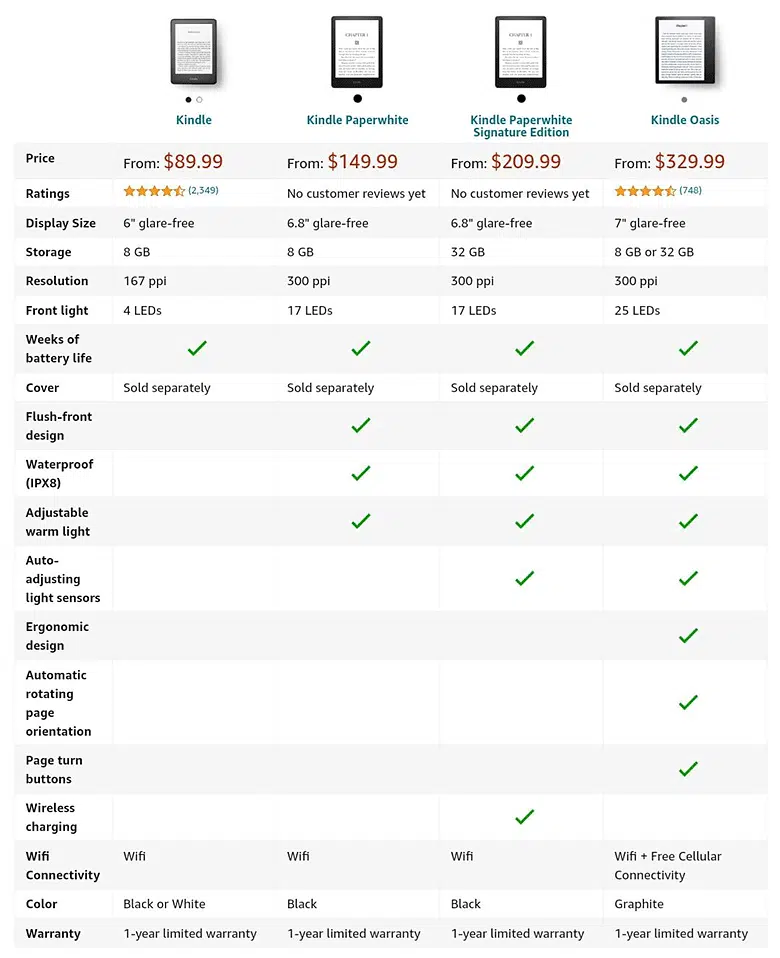 Kindle
Kindle Paperwhite
Kindle Paperwhite
Signature Edition
Kindle Oasis
Price
From: $89.99
From: $149.99
From: $209.99
From: $329.99
Ratings
(2,349)
No customer reviews yet
No customer reviews yet
(748)
Display Size
6" glare-free
6.8" glare-free
6.8" glare-free
7" glare-free
Storage
8 GB
8 GB
32 GB
8 GB or 32 GB
Resolution
167 ppi
300 ppi
300 ppi
300 ppi
Front light
4 LEDs
17 LEDs
17 LEDs
25 LEDs
Weeks of
battery life
Cover
Sold separately
Sold separately
Sold separately
Sold separately
Flush-front
design
Waterproof
(IPX8)
Adjustable
warm light
Auto-
adjusting
light sensors
Ergonomic
design
Automatic
rotating
page
orientation
Page turn
buttons
Wireless
charging
Wifi
Connectivity
Wifi
Wifi
Wifi
Wifi + Free Cellular
Connectivity
Color
Black or White
Black
Black
Graphite
Warranty
1-year limited warranty
1-year limited warranty
1-year limited warranty
1-year limited warranty